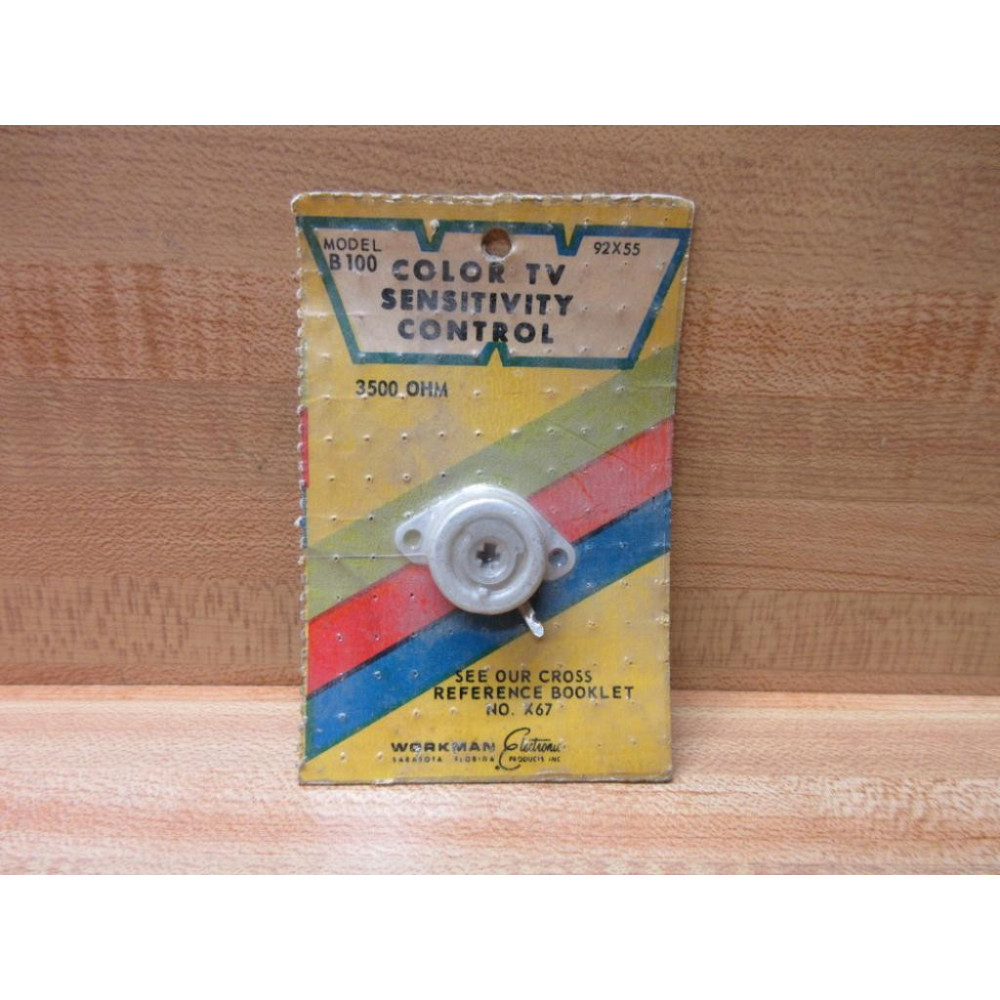 MODEL
B100
92X55
COLOR TV
SENSITIVITY
CONTROL
3500 OHM
SEE OUR CROSS
REFERENCE BOOKLET
NO. X67
WORKMAN Electronic
SARASOTA FLORIDA PRODUCTS INC